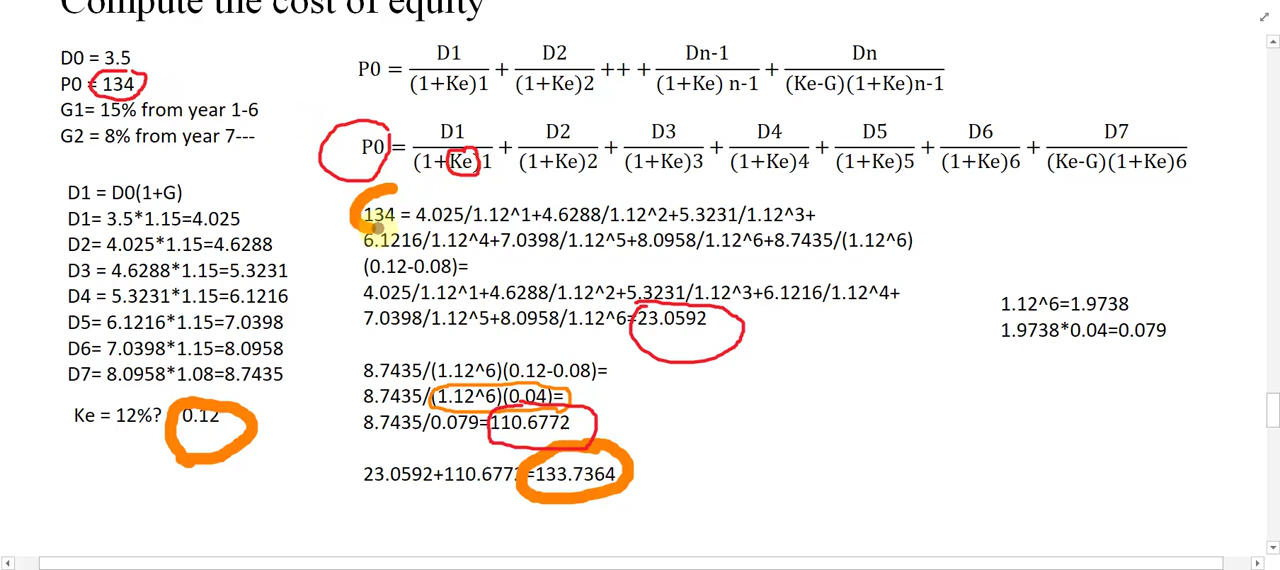 Compute the cost of equity
D0 = 3.5
P0 = 134
G1= 15% from year 1-6
G2 = 8% from year 7---
P0 = D1/(1+Ke)1 + D2/(1+Ke)2 ++ + Dn-1/(1+Ke) n-1 + Dn/(Ke-G)(1+Ke)n-1
P0 = D1/(1+Ke)1 + D2/(1+Ke)2 + D3/(1+Ke)3 + D4/(1+Ke)4 + D5/(1+Ke)5 + D6/(1+Ke)6 + D7/(Ke-G)(1+Ke)6
D1 = D0(1+G)
D1= 3.5*1.15=4.025
D2= 4.025*1.15=4.6288
D3 = 4.6288*1.15=5.3231
D4 = 5.3231*1.15=6.1216
D5= 6.1216*1.15=7.0398
D6= 7.0398*1.15=8.0958
D7= 8.0958*1.08=8.7435
Ke = 12%? 0.12
134 = 4.025/1.12^1+4.6288/1.12^2+5.3231/1.12^3+
6.1216/1.12^4+7.0398/1.12^5+8.0958/1.12^6+8.7435/(1.12^6)
(0.12-0.08)=
4.025/1.12^1+4.6288/1.12^2+5.3231/1.12^3+6.1216/1.12^4+
7.0398/1.12^5+8.0958/1.12^6=23.0592
8.7435/(1.12^6)(0.12-0.08)=
8.7435/(1.12^6)(0.04)=
8.7435/0.079=110.6772
23.0592+110.6772=133.7364
1.12^6=1.9738
1.9738*0.04=0.079